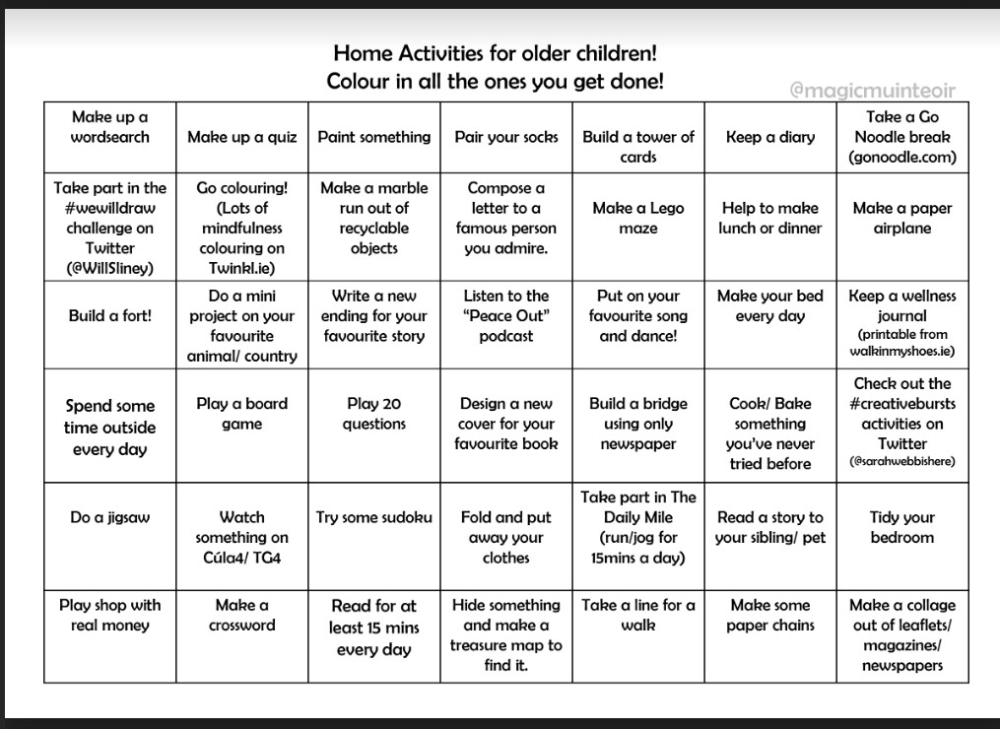 Home Activities for older children!
Colour in all the ones you get done!
@magicmuinteoir
Make up a
wordsearch
Make up a quiz
Paint something
Pair your socks
Build a tower of
cards
Keep a diary
Take a Go
Noodle break
(gonoodle.com)
Take part in the
#wewilldraw
challenge on
Twitter
(@WillSliney)
Go colouring!
(Lots of
mindfulness
colouring on
Twinkl.ie)
Make a marble
run out of
recyclable
objects
Compose a
letter to a
famous person
you admire.
Make a Lego
maze
Help to make
lunch or dinner
Make a paper
airplane
Build a fort!
Do a mini
project on your
favourite
animal/ country
Write a new
ending for your
favourite story
Listen to the
“Peace Out”
podcast
Put on your
favourite song
and dance!
Make your bed
every day
Keep a wellness
journal
(printable from
walkinmyshoes.ie)
Spend some
time outside
every day
Play a board
game
Play 20
questions
Design a new
cover for your
favourite book
Build a bridge
using only
newspaper
Cook/ Bake
something
you’ve never
tried before
Check out the
#creativebursts
activities on
Twitter
(@sarahwebbishere)
Do a jigsaw
Watch
something on
Cúla4/ TG4
Try some sudoku
Fold and put
away your
clothes
Take part in The
Daily Mile
(run/jog for
15mins a day)
Read a story to
your sibling/ pet
Tidy your
bedroom
Play shop with
real money
Make a
crossword
Read for at
least 15 mins
every day
Hide something
and make a
treasure map to
find it.
Take a line for a
walk
Make some
paper chains
Make a collage
out of leaflets/
magazines/
newspapers